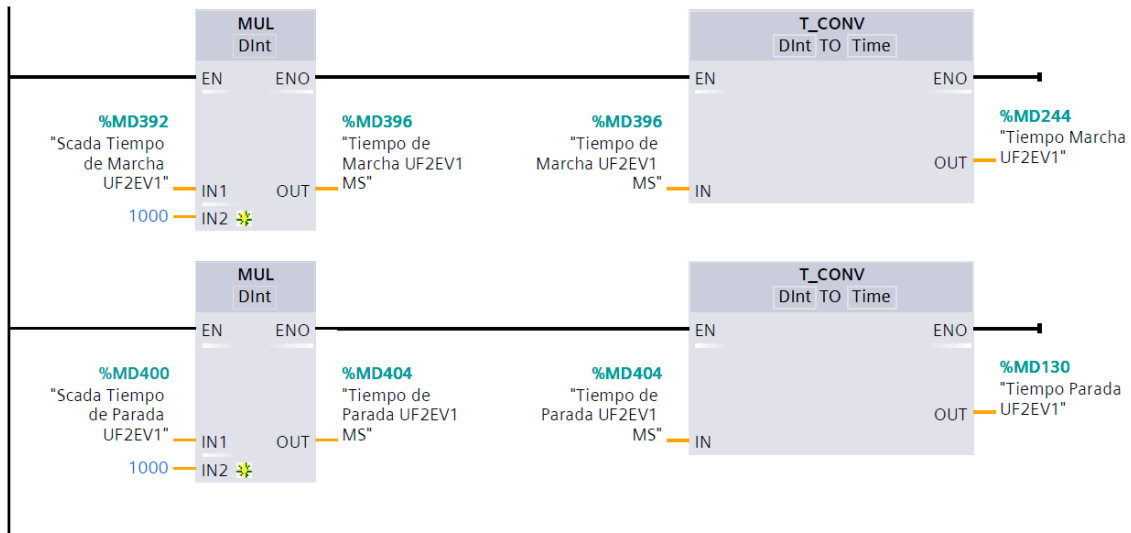 MUL
DInt
T_CONV
DInt TO Time
EN ENO
EN ENO
%MD392
"Scada Tiempo
de Marcha
UF2EV1"
IN1
1000
IN2
%MD396
"Tiempo de
Marcha UF2EV1
MS"
OUT
%MD396
"Tiempo de
Marcha UF2EV1
MS"
IN
%MD244
"Tiempo Marcha
UF2EV1"
OUT
MUL
DInt
T_CONV
DInt TO Time
EN ENO
EN ENO
%MD400
"Scada Tiempo
de Parada
UF2EV1"
IN1
1000
IN2
%MD404
"Tiempo de
Parada UF2EV1
MS"
OUT
%MD404
"Tiempo de
Parada UF2EV1
MS"
IN
%MD130
"Tiempo Parada
UF2EV1"
OUT